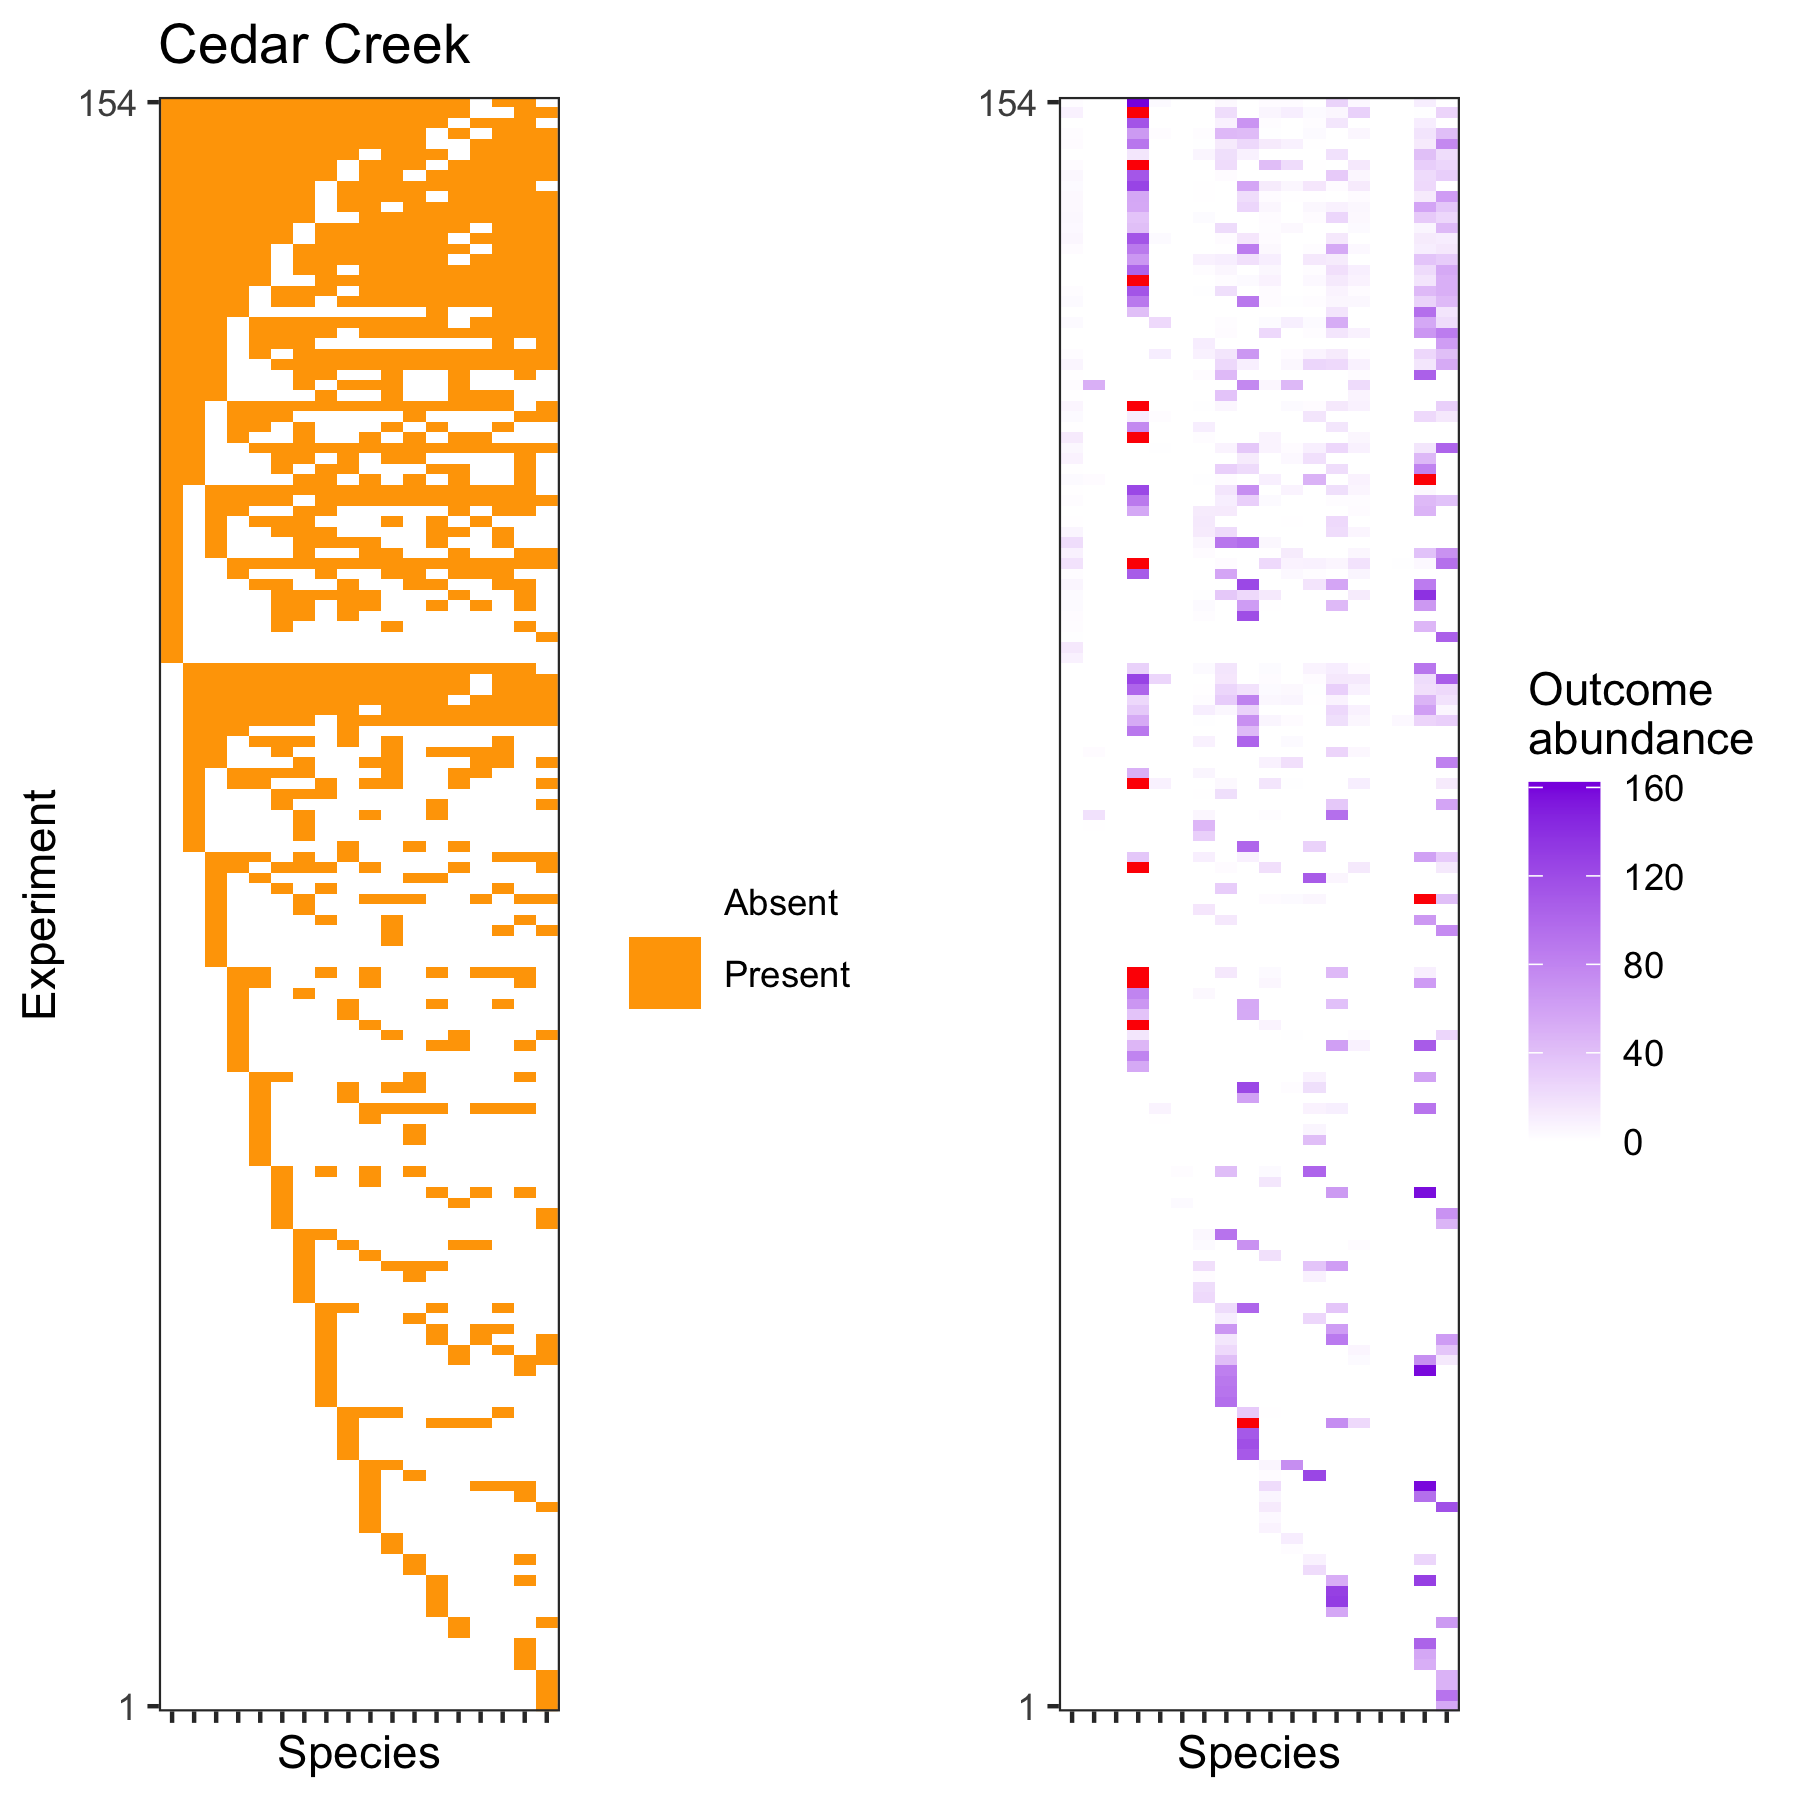 Cedar Creek
154
1
Experiment
Species
Absent
Present
154
1
Species
Outcome
abundance
160
120
80
40
0